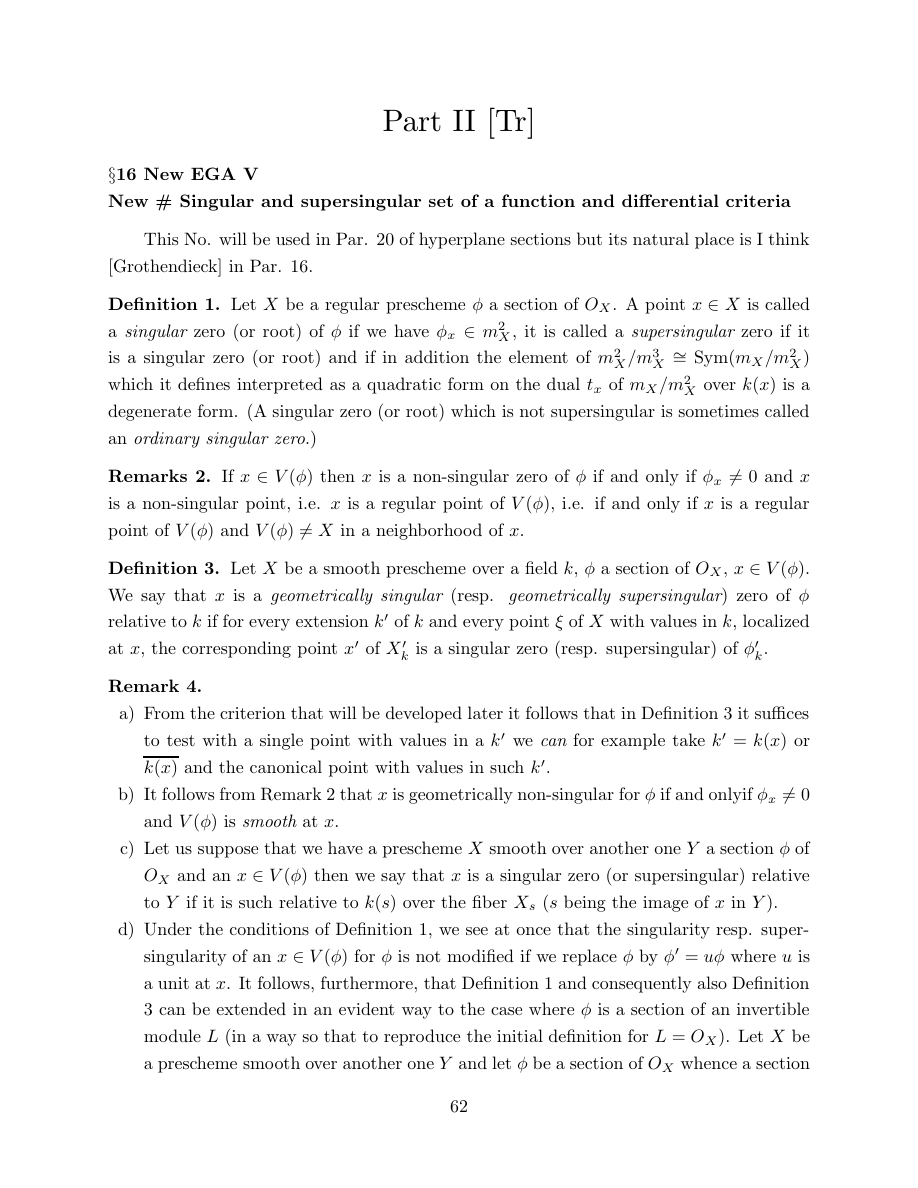 Part II [Tr]
§16 New EGA V
New # Singular and supersingular set of a function and differential criteria
This No. will be used in Par. 20 of hyperplane sections but its natural place is I think
[Grothendieck] in Par. 16.
Definition 1. Let X be a regular prescheme ϕ a section of O_X. A point x ∈ X is called
a singular zero (or root) of ϕ if we have ϕ_x ∈ m²_X, it is called a supersingular zero if it
is a singular zero (or root) and if in addition the element of m²_X/m³_X ≅ Sym(m_X/m²_X)
which it defines interpreted as a quadratic form on the dual t_x of m_X/m²_X over k(x) is a
degenerate form. (A singular zero (or root) which is not supersingular is sometimes called
an ordinary singular zero.)
Remarks 2. If x ∈ V(ϕ) then x is a non-singular zero of ϕ if and only if ϕ_x ≠ 0 and x
is a non-singular point, i.e. x is a regular point of V(ϕ), i.e. if and only if x is a regular
point of V(ϕ) and V(ϕ) ≠ X in a neighborhood of x.
Definition 3. Let X be a smooth prescheme over a field k, ϕ a section of O_X, x ∈ V(ϕ).
We say that x is a geometrically singular (resp. geometrically supersingular) zero of ϕ
relative to k if for every extension k′ of k and every point ξ of X with values in k, localized
at x, the corresponding point x′ of X′_k is a singular zero (resp. supersingular) of ϕ′_k.
Remark 4.
a) From the criterion that will be developed later it follows that in Definition 3 it suffices
to test with a single point with values in a k′ we can for example take k′ = k(x) or
\overline{k(x)} and the canonical point with values in such k′.
b) It follows from Remark 2 that x is geometrically non-singular for ϕ if and onlyif ϕ_x ≠ 0
and V(ϕ) is smooth at x.
c) Let us suppose that we have a prescheme X smooth over another one Y a section ϕ of
O_X and an x ∈ V(ϕ) then we say that x is a singular zero (or supersingular) relative
to Y if it is such relative to k(s) over the fiber X_s (s being the image of x in Y).
d) Under the conditions of Definition 1, we see at once that the singularity resp. super-
singularity of an x ∈ V(ϕ) for ϕ is not modified if we replace ϕ by ϕ′ = uϕ where u is
a unit at x. It follows, furthermore, that Definition 1 and consequently also Definition
3 can be extended in an evident way to the case where ϕ is a section of an invertible
module L (in a way so that to reproduce the initial definition for L = O_X). Let X be
a prescheme smooth over another one Y and let ϕ be a section of O_X whence a section
62